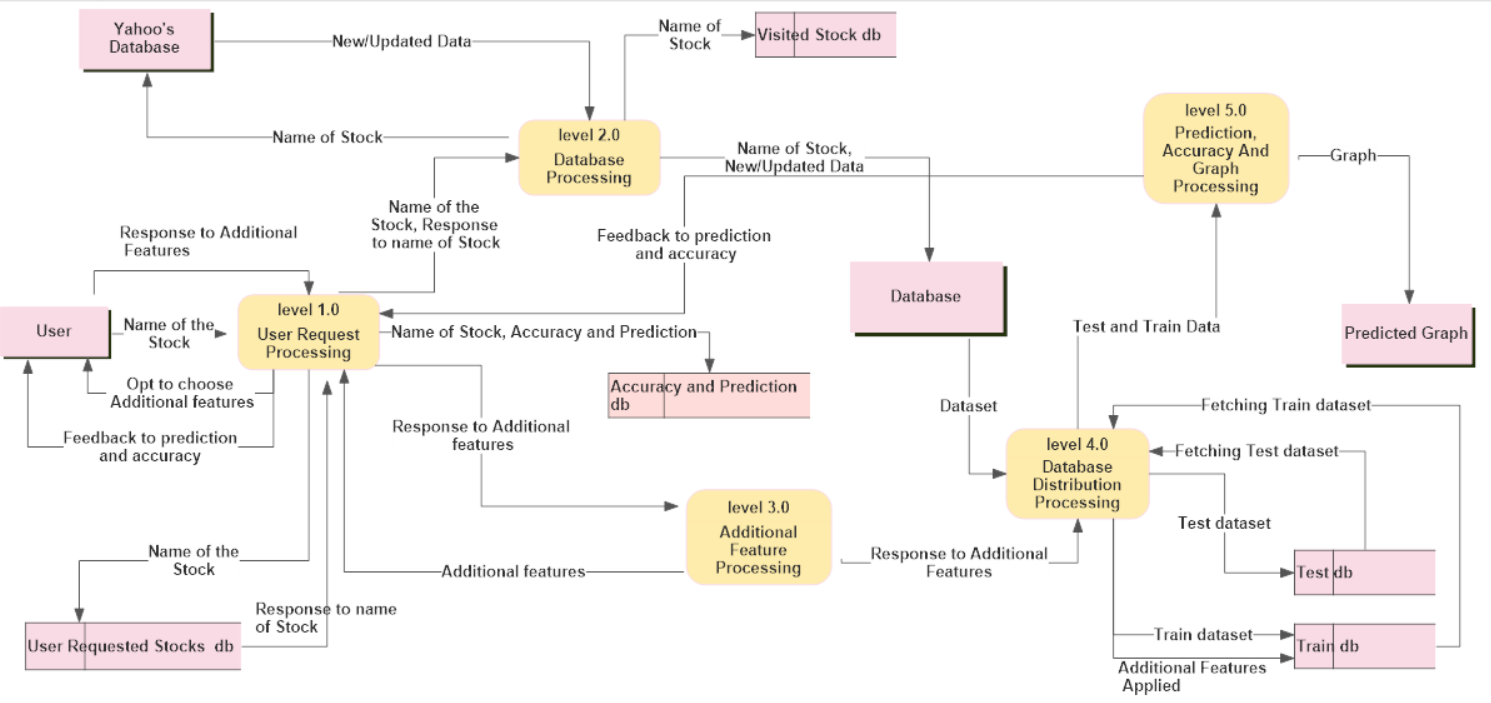 Yahoo's
Database
New/Updated Data
Name of
Stock
Visited Stock db
Name of Stock
level 2.0
Database
Processing
Name of Stock,
New/Updated Data
level 5.0
Prediction,
Accuracy And
Graph
Processing
Graph
Name of the
Stock, Response
to name of Stock
Response to Additional
Features
Feedback to prediction
and accuracy
Database
Predicted Graph
User
Name of the
Stock
level 1.0
User Request
Processing
Name of Stock, Accuracy and Prediction
Test and Train Data
Accuracy and Prediction
db
Opt to choose
Additional features
Feedback to prediction
and accuracy
Response to Additional
features
Dataset
Fetching Train dataset
level 4.0
Database
Distribution
Processing
Fetching Test dataset
Test dataset
level 3.0
Additional
Feature
Processing
Response to Additional
Features
Name of the
Stock
Additional features
Test db
Response to name
of Stock
User Requested Stocks db
Train dataset
Train db
Additional Features
Applied